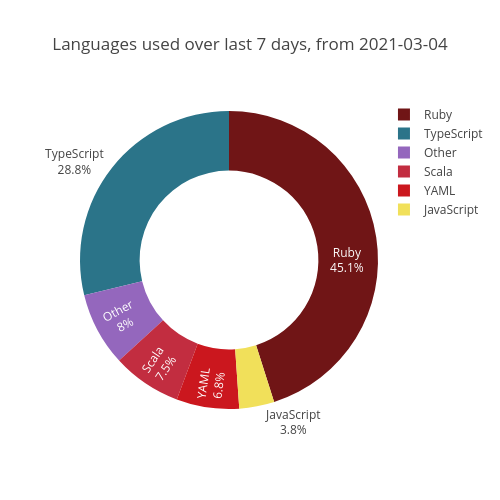 Languages used over last 7 days, from 2021-03-04
Ruby
TypeScript
Other
Scala
YAML
JavaScript
TypeScript
28.8%
Ruby
45.1%
Other
8%
Scala
7.5%
YAML
6.8%
JavaScript
3.8%